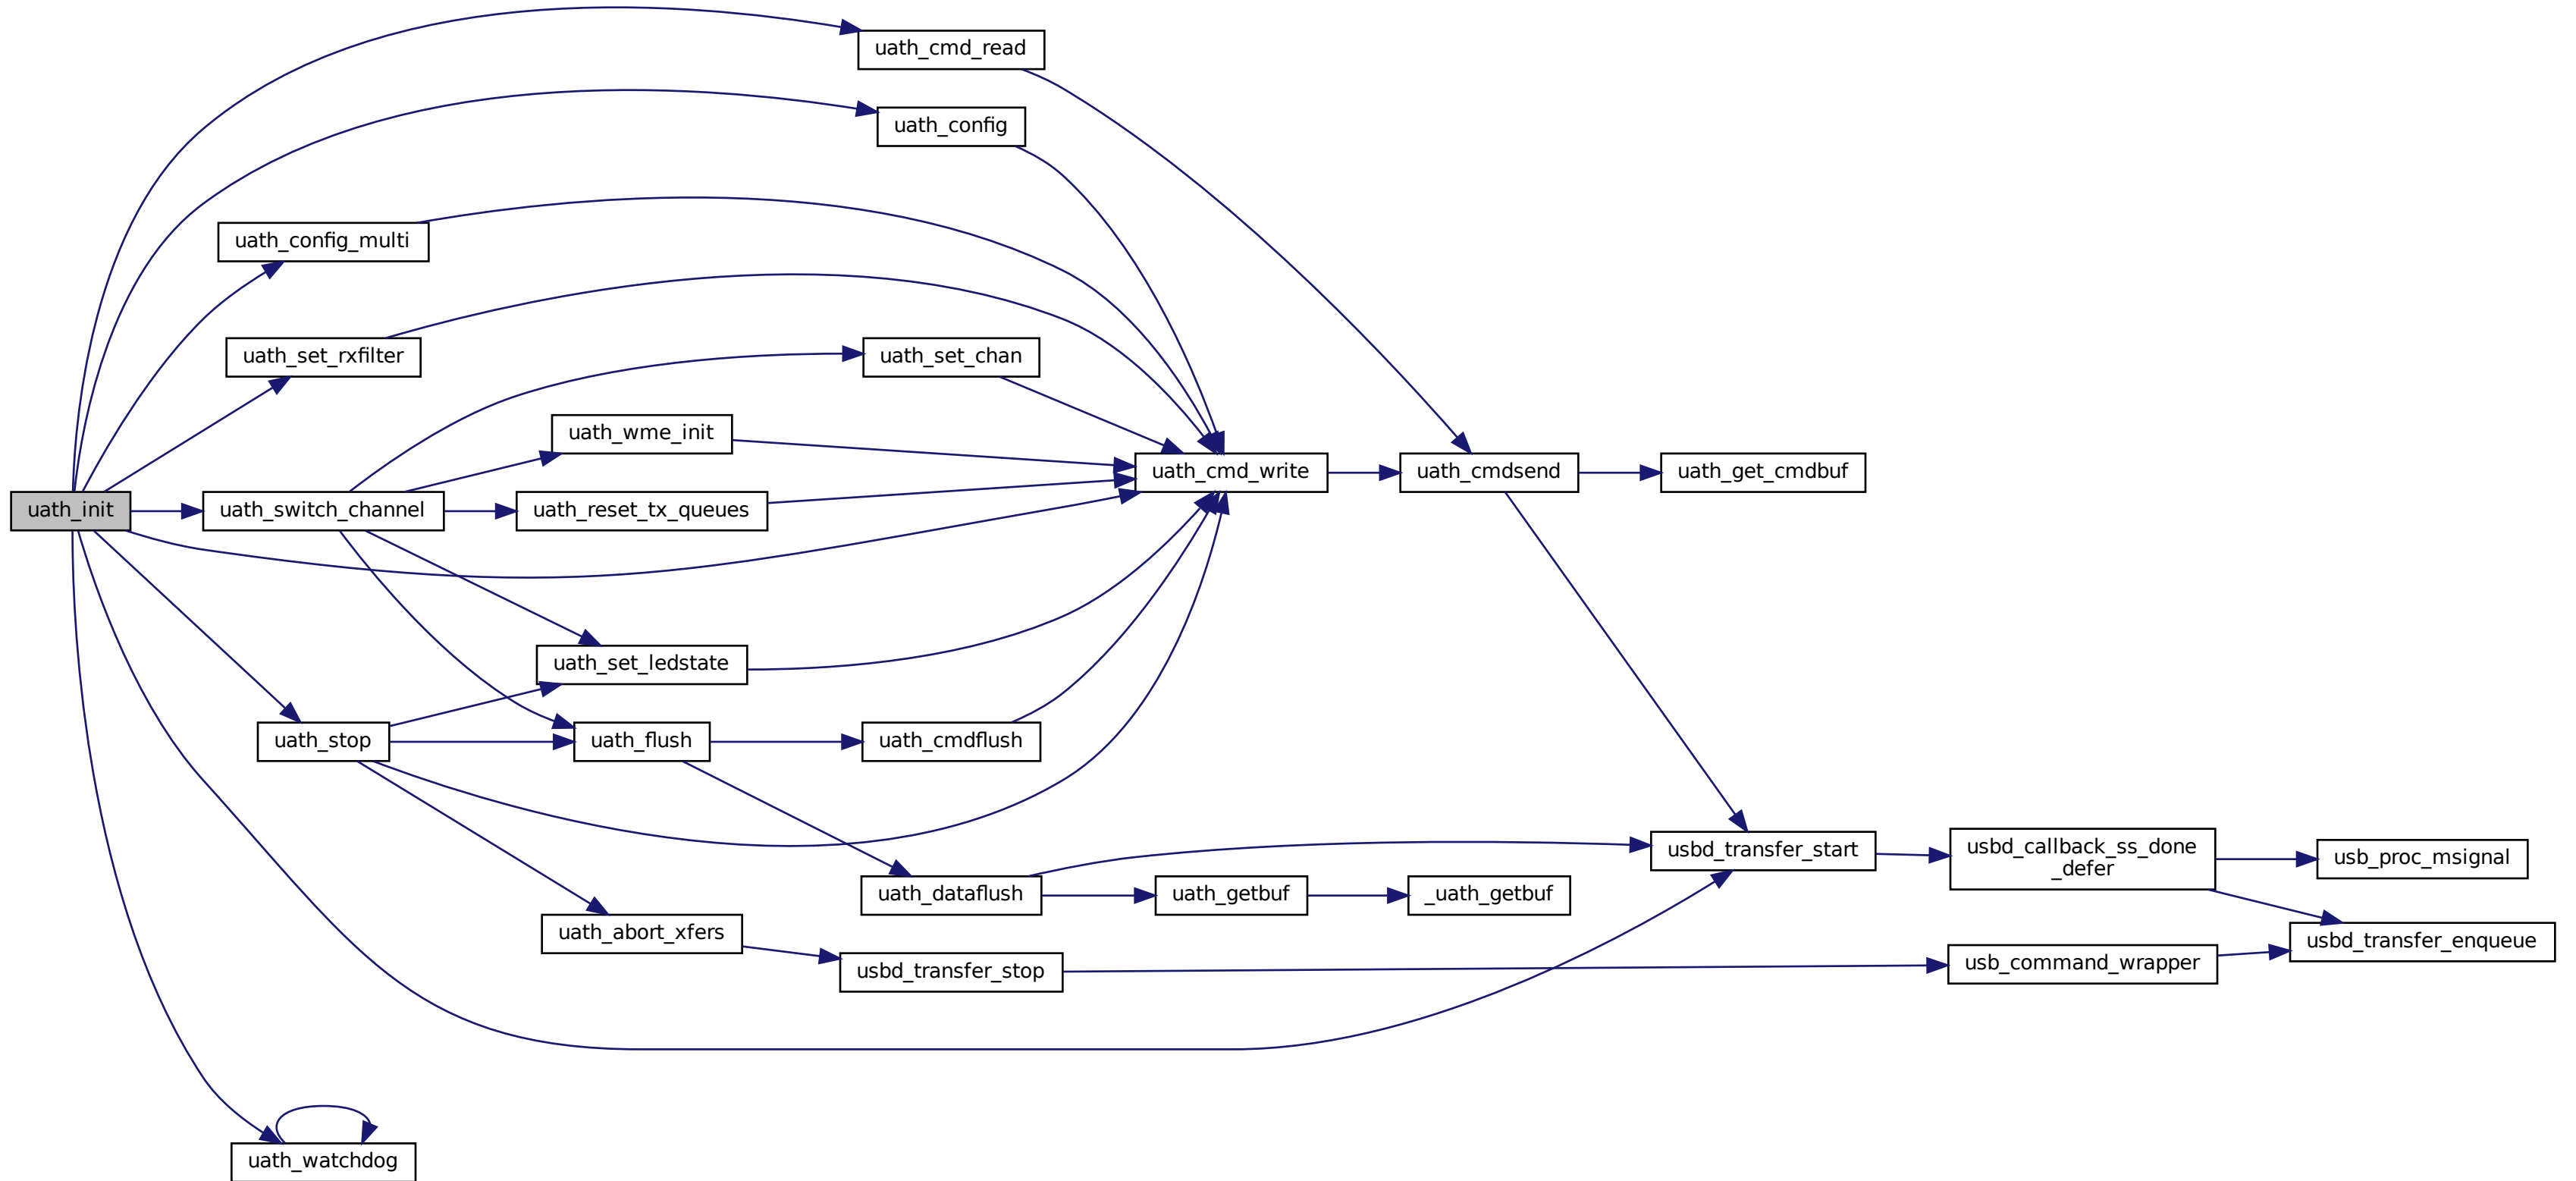 uath_cmd_read
uath_config
uath_config_multi
uath_set_rxfilter
uath_set_chan
uath_wme_init
uath_cmd_write
uath_cmdsend
uath_get_cmdbuf
uath_init
uath_switch_channel
uath_reset_tx_queues
uath_set_ledstate
uath_stop
uath_flush
uath_cmdflush
usbd_transfer_start
usbd_callback_ss_done
_defer
usb_proc_msignal
uath_dataflush
uath_getbuf
_uath_getbuf
uath_abort_xfers
usbd_transfer_enqueue
usbd_transfer_stop
usb_command_wrapper
uath_watchdog